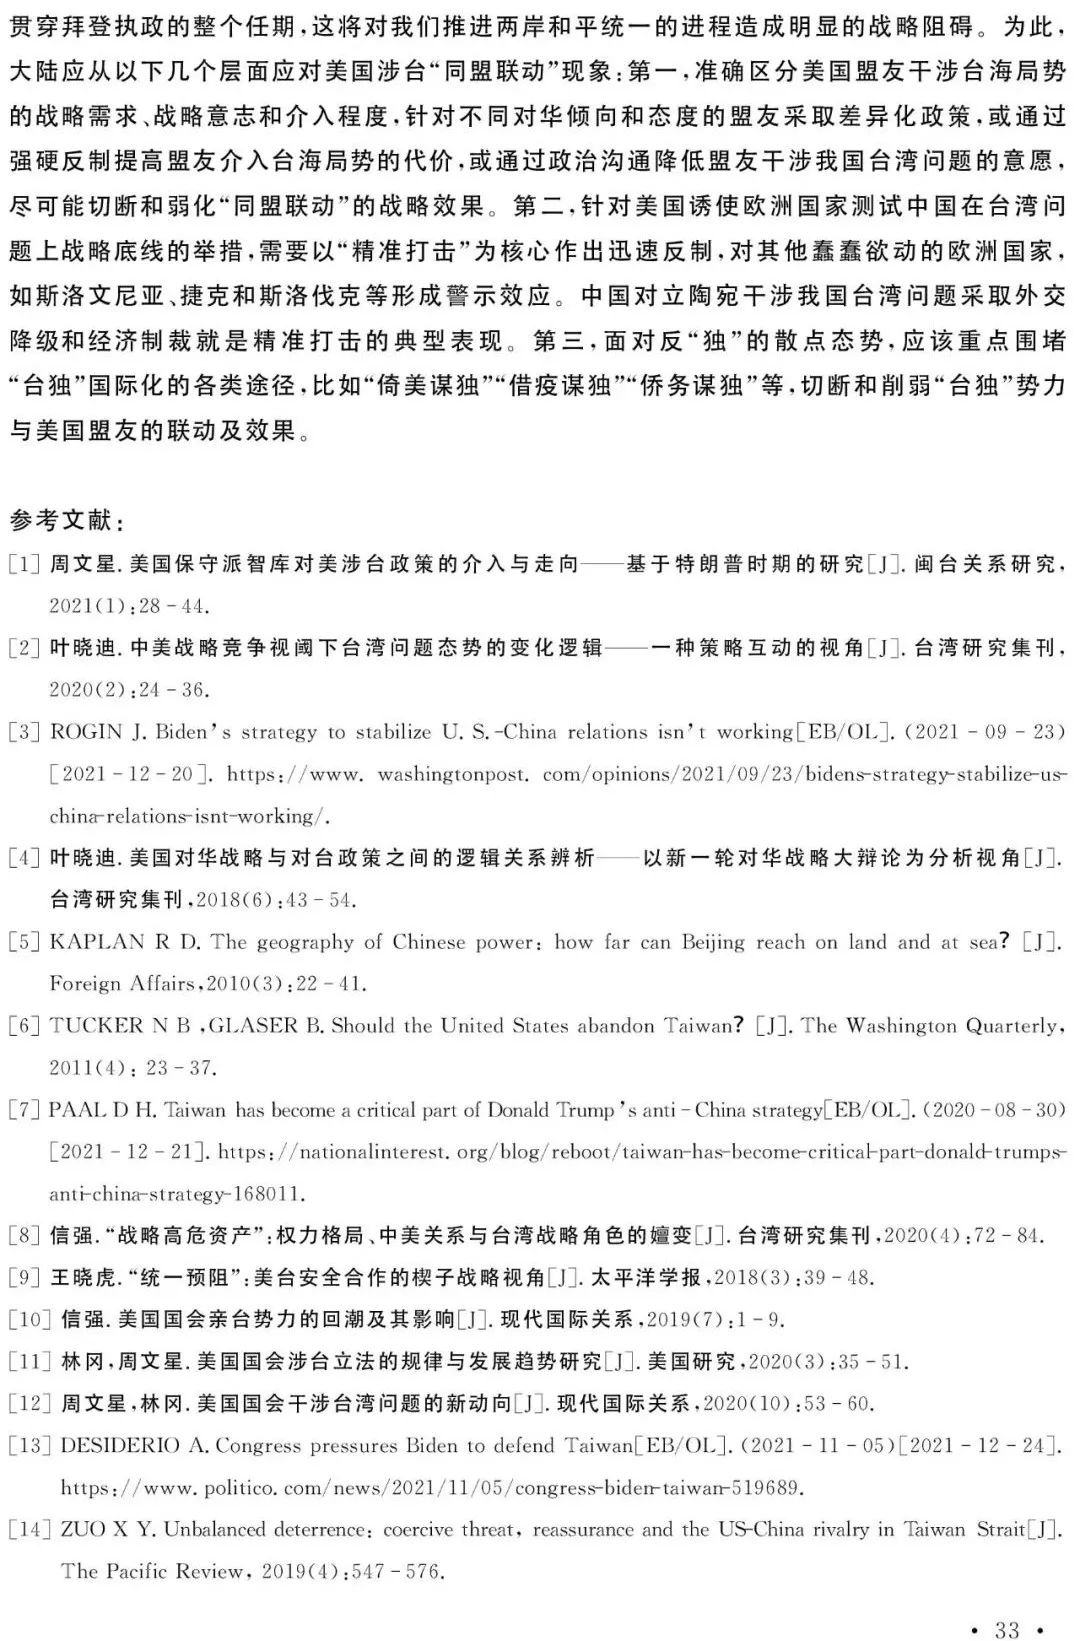 贯穿拜登执政的整个任期,这将对我们推进两岸和平统一的进程造成明显的战略阻碍。为此,
大陆应从以下几个层面应对美国涉台“同盟联动”现象:第一,准确区分美国盟友干涉台海局势
的战略需求、战略意志和介入程度,针对不同对华倾向和态度的盟友采取差异化政策,或通过
强硬反制提高盟友介入台海局势的代价,或通过政治沟通降低盟友干涉我国台湾问题的意愿,
尽可能切断和弱化“同盟联动”的战略效果。第二,针对美国诱使欧洲国家测试中国在台湾问
题上战略底线的举措,需要以“精准打击”为核心作出迅速反制,对其他蠢蠢欲动的欧洲国家,
如斯洛文尼亚、捷克和斯洛伐克等形成警示效应。中国对立陶宛干涉我国台湾问题采取外交
降级和经济制裁就是精准打击的典型表现。第三,面对反“独”的散点态势,应该重点围堵
“台独”国际化的各类途径,比如“倚美谋独”“借疫谋独”“侨务谋独”等,切断和削弱“台独”势力
与美国盟友的联动及效果。
参考文献:
[1] 周文星. 美国保守派智库对美涉台政策的介入与走向——基于特朗普时期的研究[J]. 闽台关系研究,
2021(1):28-44.
[2] 叶晓迪. 中美战略竞争视阈下台湾问题态势的变化逻辑——一种策略互动的视角[J]. 台湾研究集刊,
2020(2):24-36.
[3] ROGIN J. Biden’s strategy to stabilize U. S.-China relations isn’t working[EB/OL]. (2021-09-23)
[2021-12-20]. https://www. washingtonpost. com/opinions/2021/09/23/bidens-strategy-stabilize-us-
china-relations-isnt-working/.
[4] 叶晓迪. 美国对华战略与对台政策之间的逻辑关系辨析——以新一轮对华战略大辩论为分析视角[J].
台湾研究集刊,2018(6):43-54.
[5] KAPLAN R D. The geography of Chinese power: how far can Beijing reach on land and at sea? [J].
Foreign Affairs,2010(3):22-41.
[6] TUCKER N B ,GLASER B. Should the United States abandon Taiwan? [J]. The Washington Quarterly,
2011(4): 23-37.
[7] PAAL D H. Taiwan has become a critical part of Donald Trump’s anti-China strategy[EB/OL]. (2020-08-30)
[2021-12-21]. https://nationalinterest. org/blog/reboot/taiwan-has-become-critical-part-donald-trumps-
anti-china-strategy-168011.
[8] 信强. “战略高危资产”:权力格局、中美关系与台湾战略角色的嬗变[J]. 台湾研究集刊,2020(4):72-84.
[9] 王晓虎. “统一预阻”:美台安全合作的楔子战略视角[J]. 太平洋学报,2018(3):39-48.
[10] 信强. 美国国会亲台势力的回潮及其影响[J]. 现代国际关系,2019(7):1-9.
[11] 林冈,周文星. 美国国会涉台立法的规律与发展趋势研究[J]. 美国研究,2020(3):35-51.
[12] 周文星,林冈. 美国国会干涉台湾问题的新动向[J]. 现代国际关系,2020(10):53-60.
[13] DESIDERIO A. Congress pressures Biden to defend Taiwan[EB/OL]. (2021-11-05)[2021-12-24].
https://www. politico. com/news/2021/11/05/congress-biden-taiwan-519689.
[14] ZUO X Y. Unbalanced deterrence: coercive threat, reassurance and the US-China rivalry in Taiwan Strait[J].
The Pacific Review, 2019(4):547-576.
• 33 •